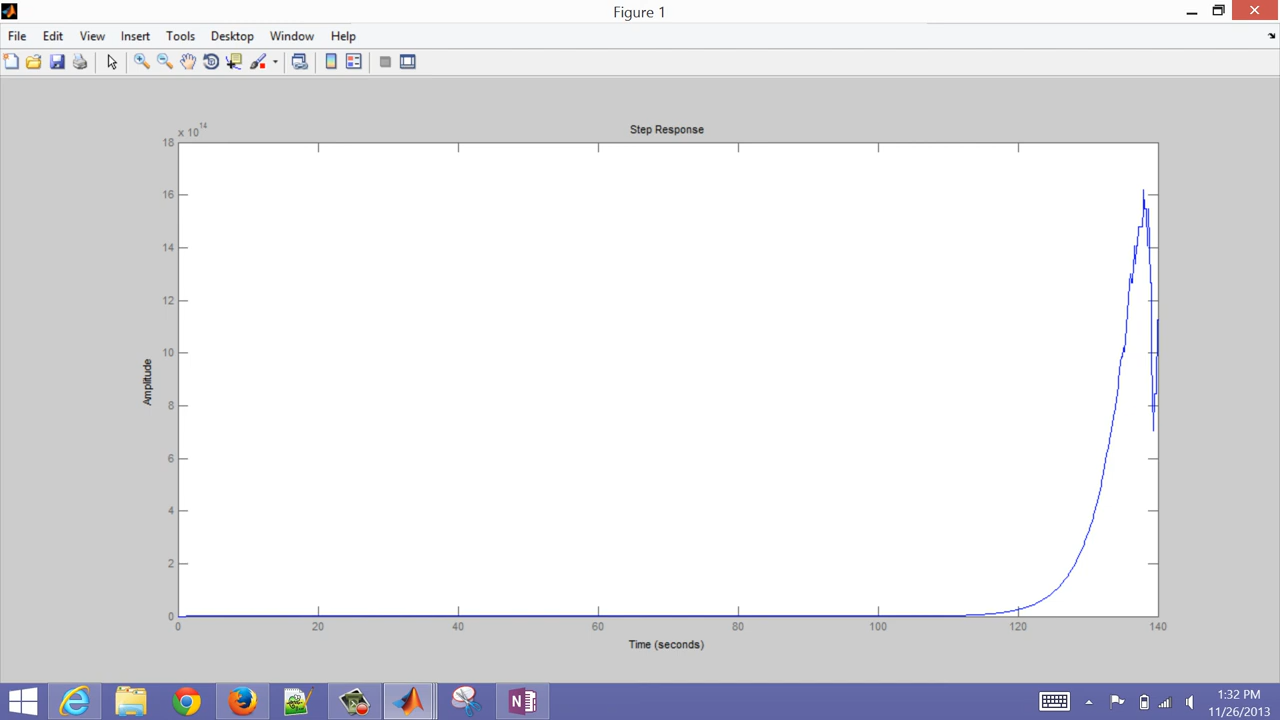 Figure 1
File Edit View Insert Tools Desktop Window Help
x 10^14
Step Response
18
16
14
12
10
8
6
4
2
0
Amplitude
0 20 40 60 80 100 120 140
Time (seconds)
1:32 PM
11/26/2013